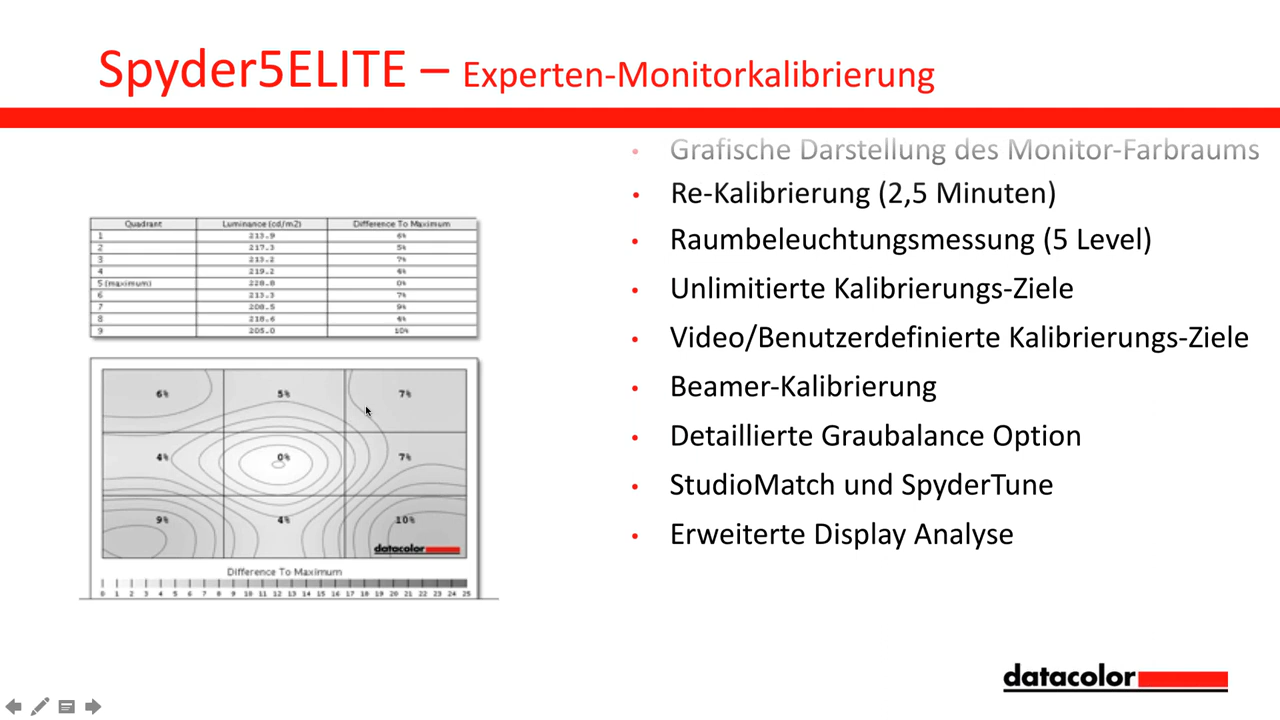 Spyder5ELITE – Experten-Monitorkalibrierung
Quadrant Luminance (cd/m2) Difference To Maximum
1 213.9 6%
2 217.3 5%
3 213.2 7%
4 219.2 4%
5 (maximum) 228.8 0%
6 213.3 7%
7 208.5 9%
8 218.6 4%
9 205.0 10%
6% 5% 7%
4% 0% 7%
9% 4% 10%
datacolor
Difference To Maximum
0 1 2 3 4 5 6 7 8 9 10 11 12 13 14 15 16 17 18 19 20 21 22 23 24 25
• Grafische Darstellung des Monitor-Farbraums
• Re-Kalibrierung (2,5 Minuten)
• Raumbeleuchtungsmessung (5 Level)
• Unlimitierte Kalibrierungs-Ziele
• Video/Benutzerdefinierte Kalibrierungs-Ziele
• Beamer-Kalibrierung
• Detaillierte Graubalance Option
• StudioMatch und SpyderTune
• Erweiterte Display Analyse
datacolor